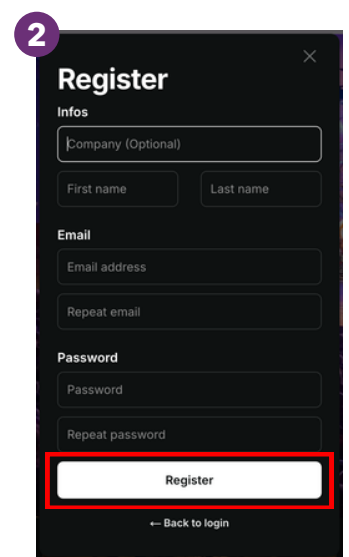 2
Register
Infos
Company (Optional)
First name Last name
Email
Email address
Repeat email
Password
Password
Repeat password
Register
← Back to login